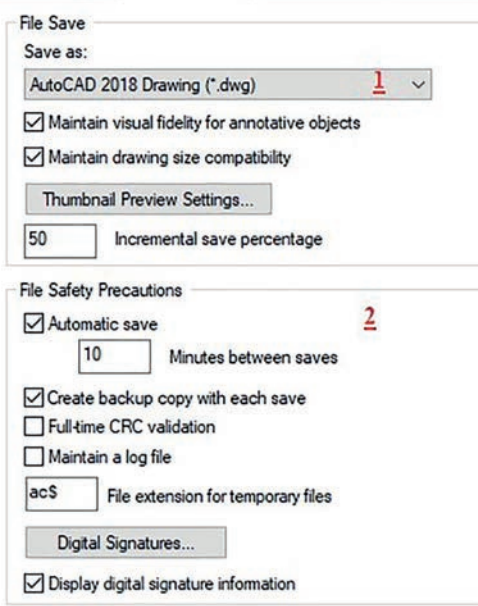 File Save
Save as:
AutoCAD 2018 Drawing (*.dwg) 1
Maintain visual fidelity for annotative objects
Maintain drawing size compatibility
Thumbnail Preview Settings...
50 Incremental save percentage
File Safety Precautions
Automatic save 2
10 Minutes between saves
Create backup copy with each save
Full-time CRC validation
Maintain a log file
ac$ File extension for temporary files
Digital Signatures...
Display digital signature information